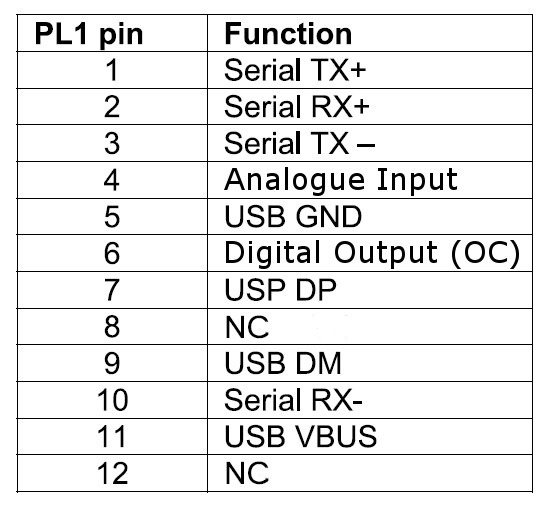 PL1 pin Function
1 Serial TX+
2 Serial RX+
3 Serial TX –
4 Analogue Input
5 USB GND
6 Digital Output (OC)
7 USP DP
8 NC
9 USB DM
10 Serial RX-
11 USB VBUS
12 NC